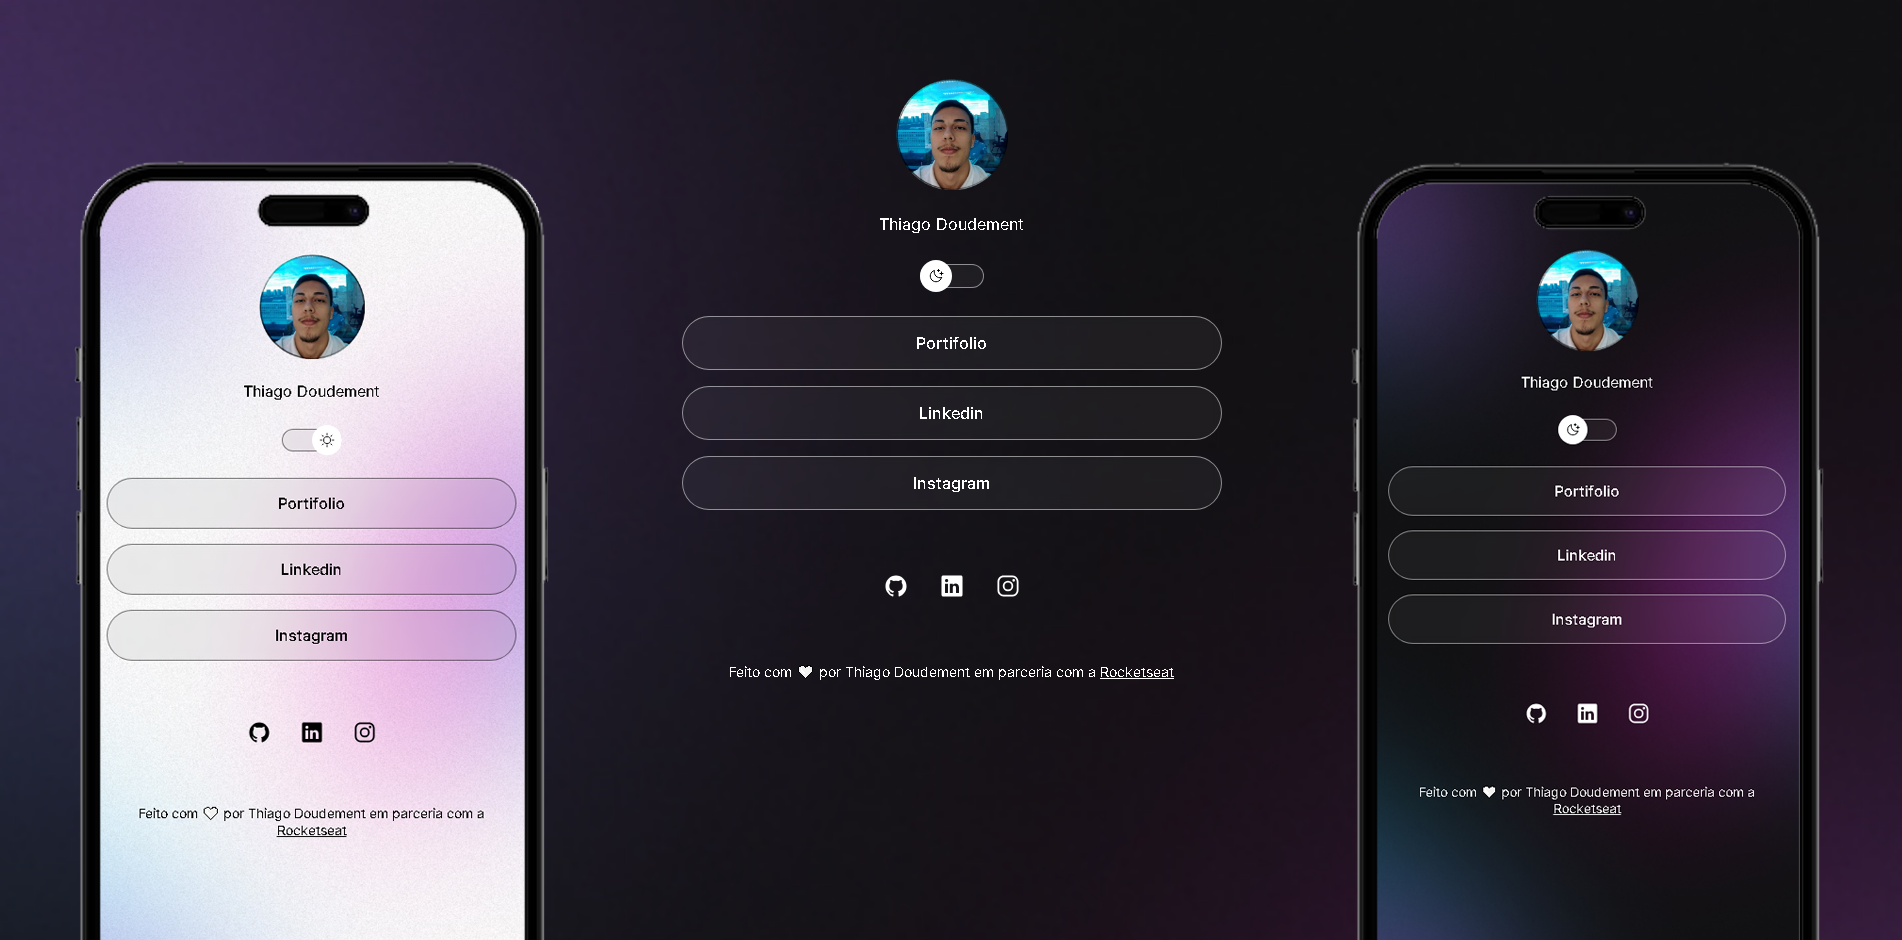 Thiago Doudement
Portifolio
Linkedin
Instagram
Feito com ♡ por Thiago Doudement em parceria com a
Rocketseat
Thiago Doudement
Portifolio
Linkedin
Instagram
in
Feito com ♥ por Thiago Doudement em parceria com a Rocketseat
Thiago Doudement
Portifolio
Linkedin
Instagram
Feito com ♥ por Thiago Doudement em parceria com a
Rocketseat